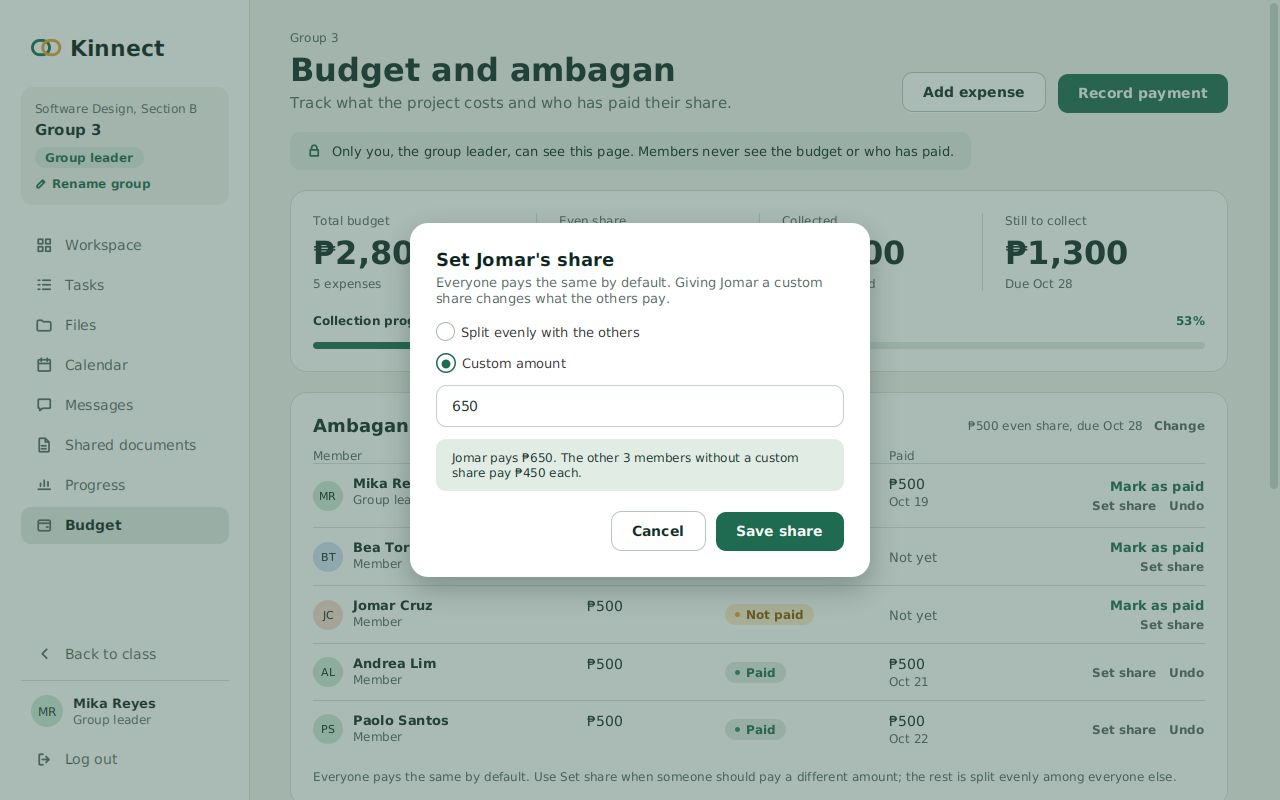 Kinnect
Software Design, Section B
Group 3
Group leader
Rename group
Workspace
Tasks
Files
Calendar
Messages
Shared documents
Progress
Budget
Back to class
MR
Mika Reyes
Group leader
Log out
Group 3
Budget and ambagan
Track what the project costs and who has paid their share.
Add expense
Record payment
Only you, the group leader, can see this page. Members never see the budget or who has paid.
Total budget
₱2,80
5 expenses
Even share
Collected
00
d
Still to collect
₱1,300
Due Oct 28
Collection prog
53%
Set Jomar's share
Everyone pays the same by default. Giving Jomar a custom
share changes what the others pay.
Split evenly with the others
Custom amount
650
Jomar pays ₱650. The other 3 members without a custom
share pay ₱450 each.
Cancel
Save share
Ambagan
₱500 even share, due Oct 28
Change
Member
Paid
MR
Mika Re
Group lea
₱500
Oct 19
Mark as paid
Set share
Undo
BT
Bea Tor
Member
Not yet
Mark as paid
Set share
JC
Jomar Cruz
Member
₱500
Not paid
Not yet
Mark as paid
Set share
AL
Andrea Lim
Member
₱500
Paid
₱500
Oct 21
Set share
Undo
PS
Paolo Santos
Member
₱500
Paid
₱500
Oct 22
Set share
Undo
Everyone pays the same by default. Use Set share when someone should pay a different amount; the rest is split evenly among everyone else.